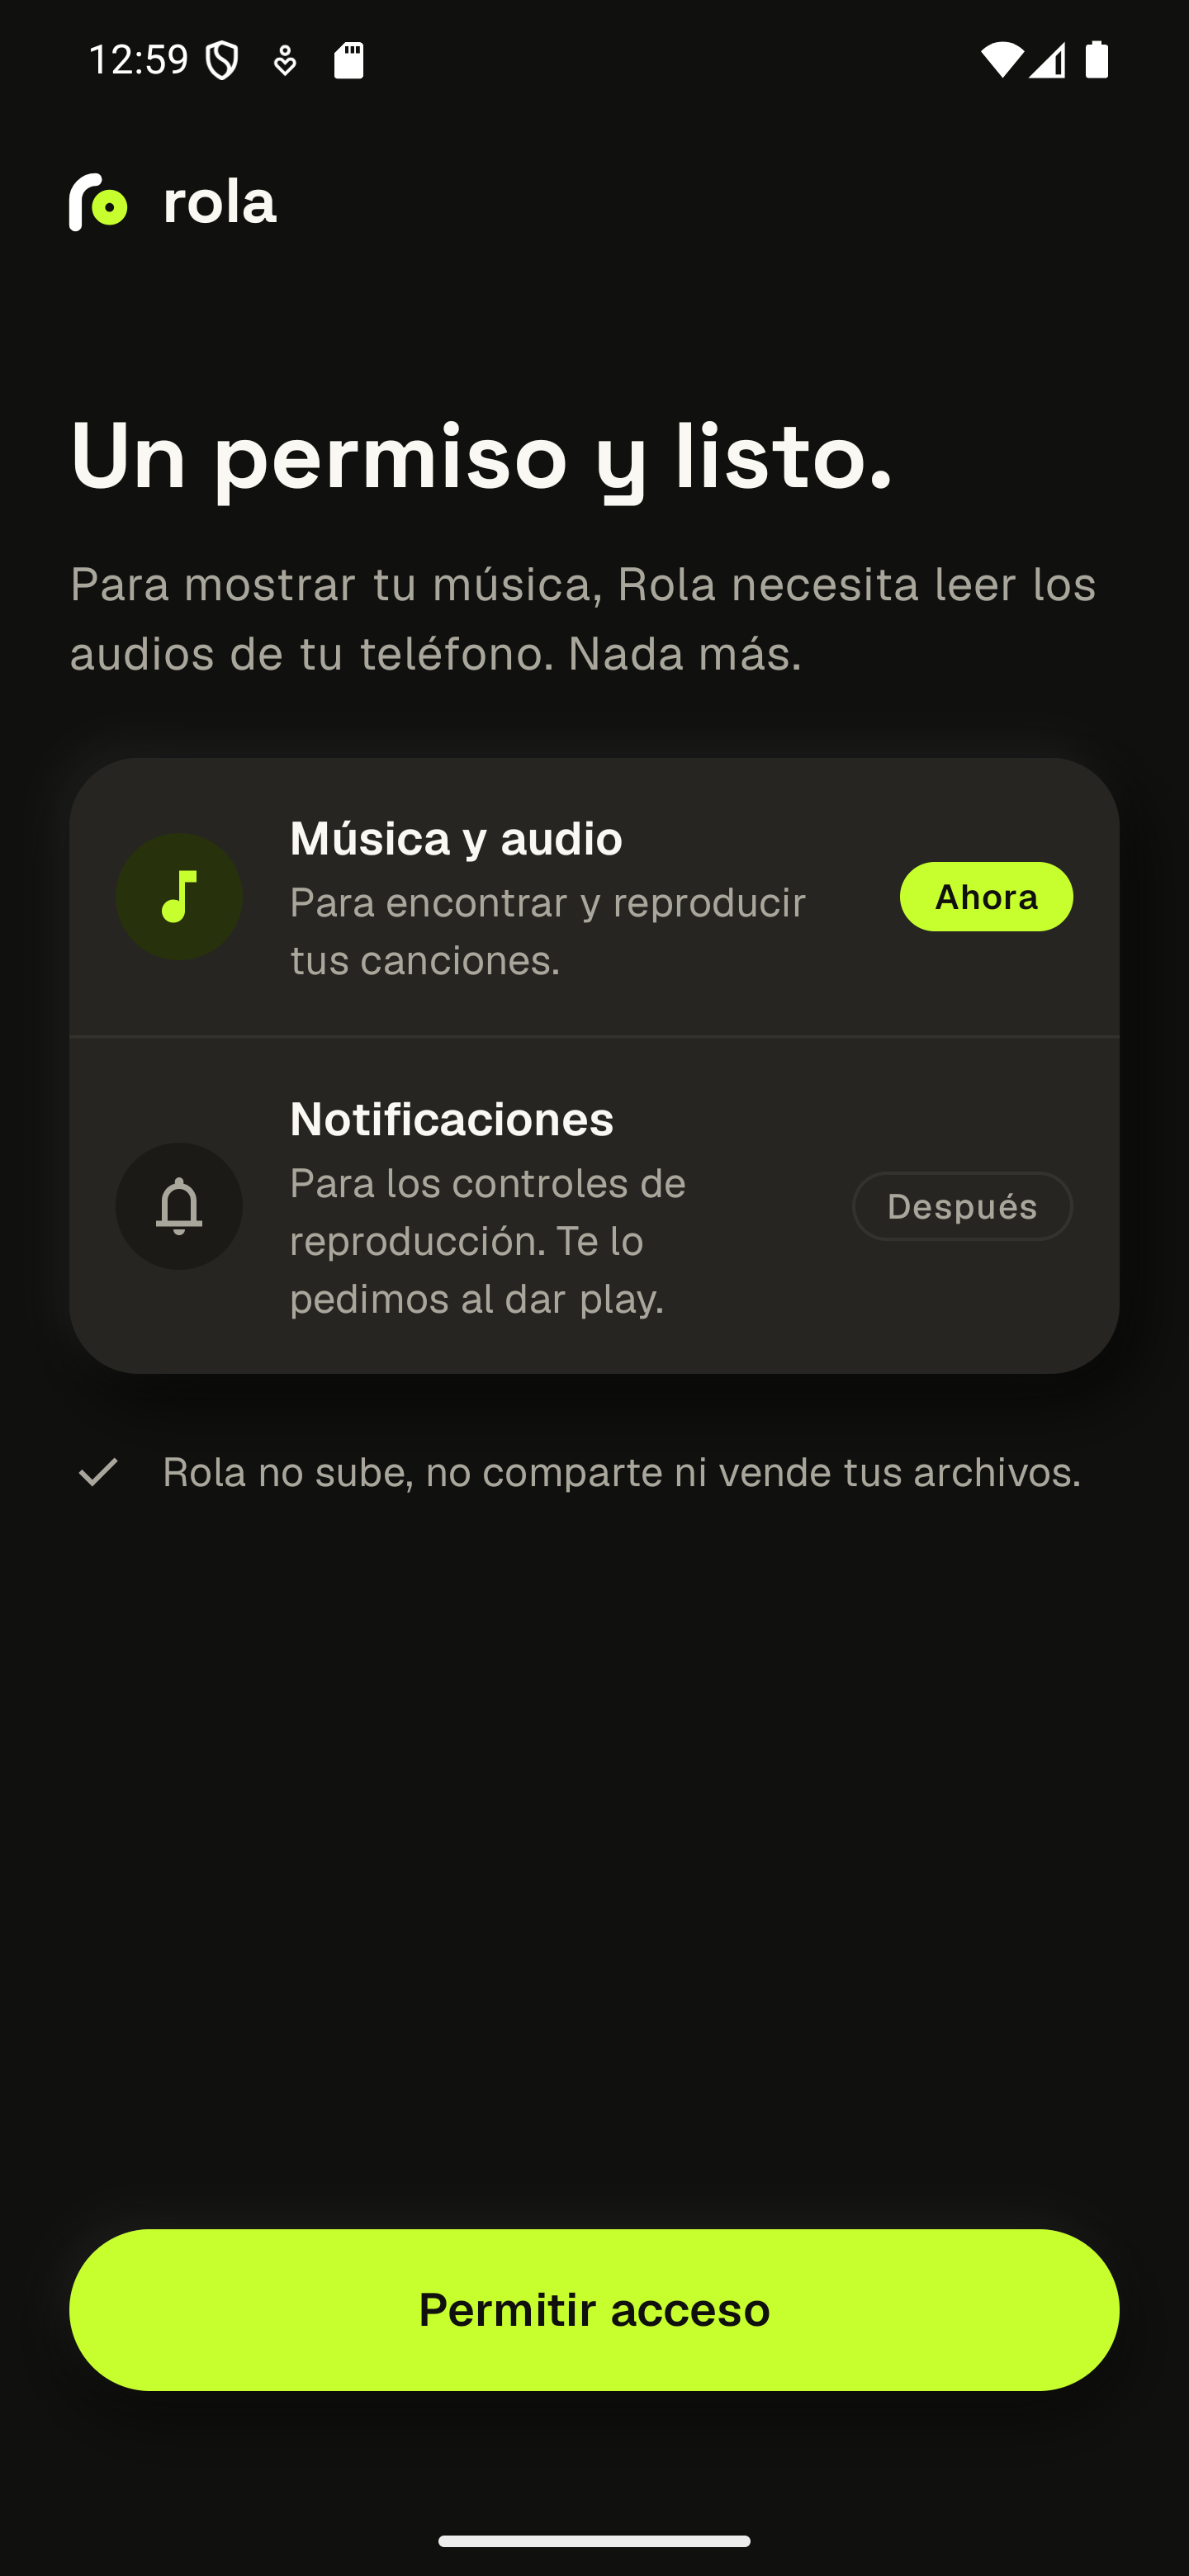 12:59
rola
Un permiso y listo.
Para mostrar tu música, Rola necesita leer los
audios de tu teléfono. Nada más.
Música y audio
Para encontrar y reproducir
tus canciones.
Ahora
Notificaciones
Para los controles de
reproducción. Te lo
pedimos al dar play.
Después
Rola no sube, no comparte ni vende tus archivos.
Permitir acceso